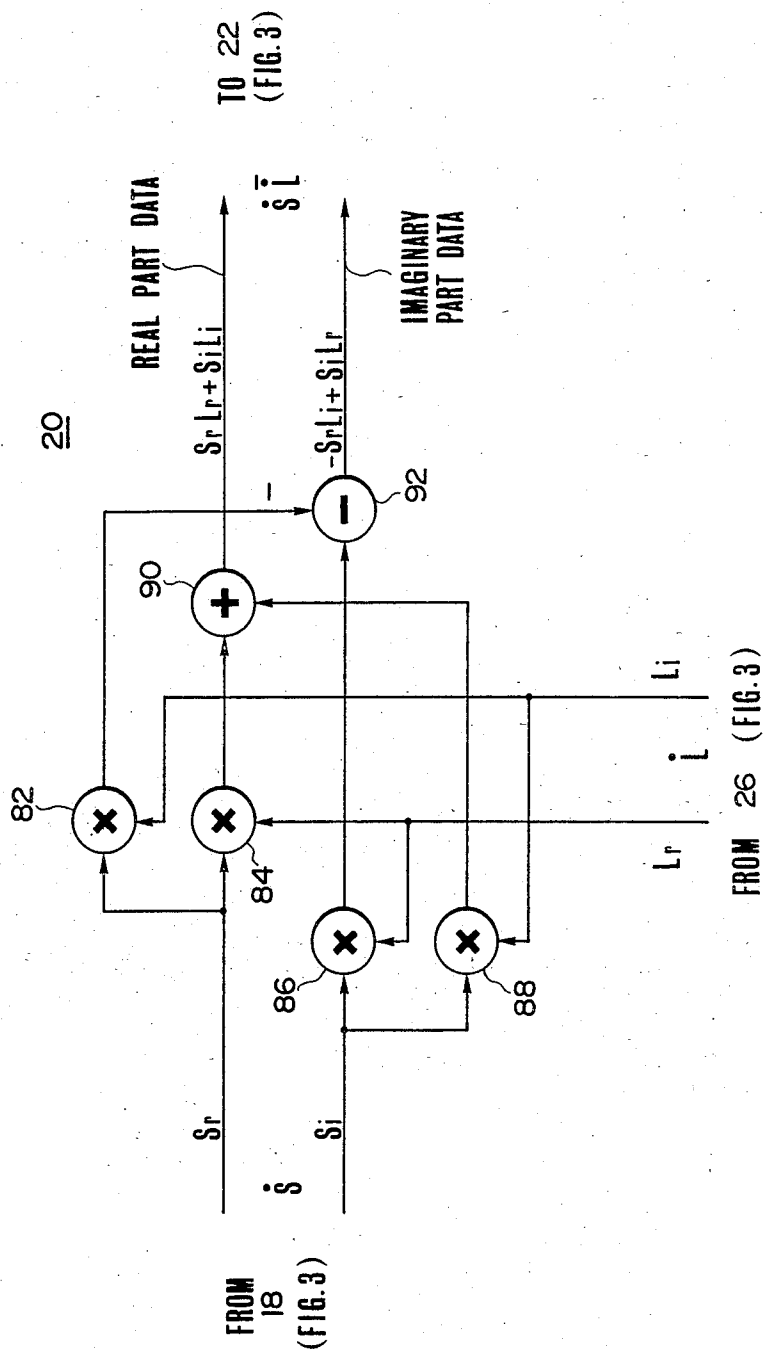 20
REAL PART DATA
TO 22
(FIG.3)
SrLr+SiLi
Ṡ L̇̄
-SrLi+SiLr
IMAGINARY
PART DATA
82
×
90
+
−
−
92
Sr
×
84
Ṡ
FROM
18
(FIG.3)
Si
86
×
×
88
Lr
L̇
Li
FROM 26 (FIG.3)